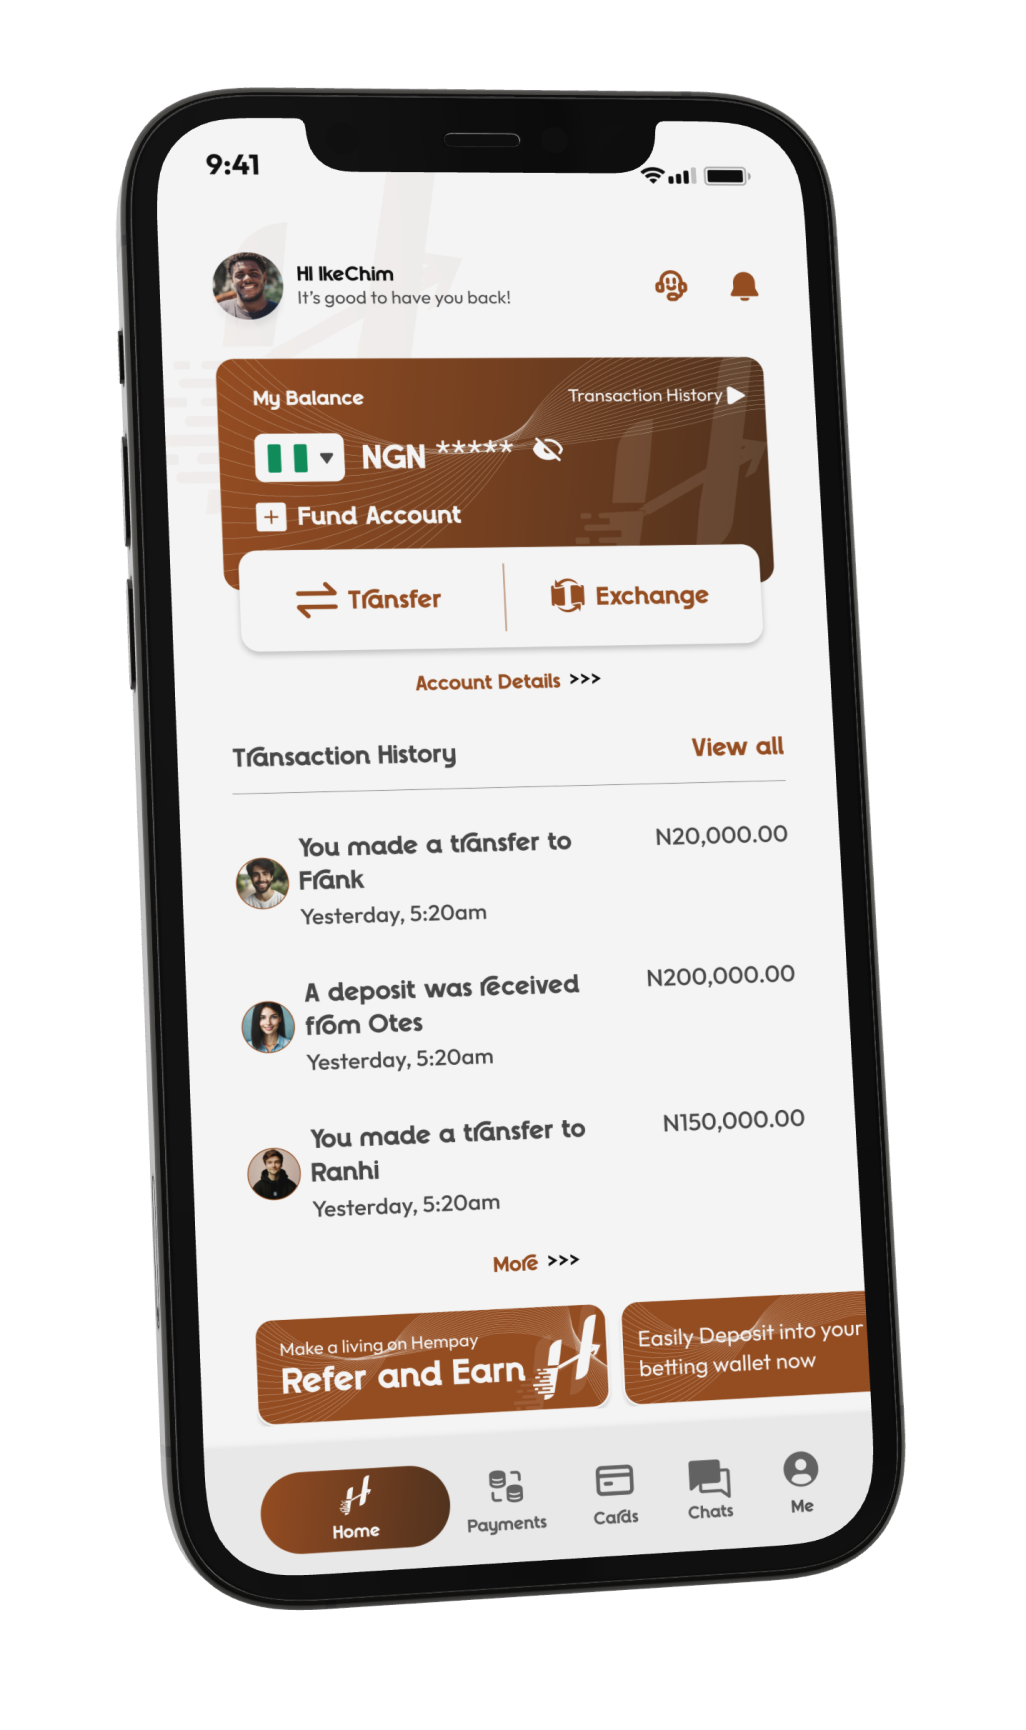 9:41
HI IkeChim
It's good to have you back!
My Balance
Transaction History
NGN *****
Fund Account
Transfer
Exchange
Account Details >>>
Transaction History
View all
You made a transfer to
Frank
Yesterday, 5:20am
N20,000.00
A deposit was received
from Otes
Yesterday, 5:20am
N200,000.00
You made a transfer to
Ranhi
Yesterday, 5:20am
N150,000.00
More >>>
Make a living on Hempay
Refer and Earn
Easily Deposit into your
betting wallet now
Home
Payments
Cards
Chats
Me